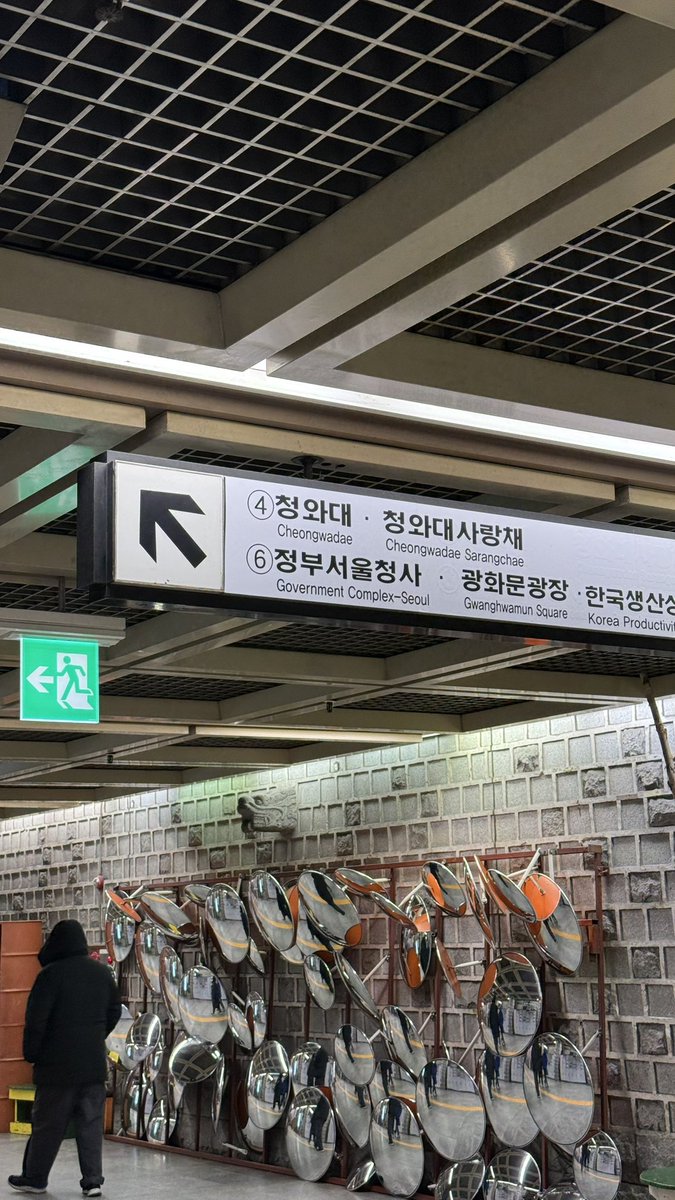 ④청와대 · 청와대사랑채
Cheongwadae Cheongwadae Sarangchae
⑥정부서울청사 · 광화문광장 · 한국생산성
Government Complex-Seoul Gwanghwamun Square Korea Productivit